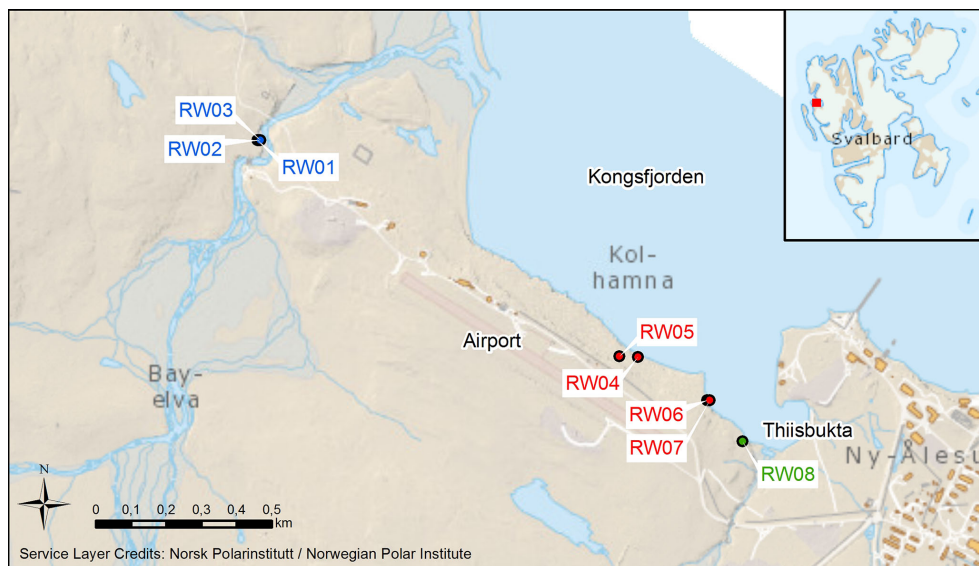 RW03
RW02
RW01
Svalbard
Kongsfjorden
Kol-
hamna
Airport
RW05
RW04
Bay-
elva
RW06
RW07
Thiisbukta
Ny-Ålesu
RW08
N
0 0,1 0,2 0,3 0,4 0,5
km
Service Layer Credits: Norsk Polarinstitutt / Norwegian Polar Institute